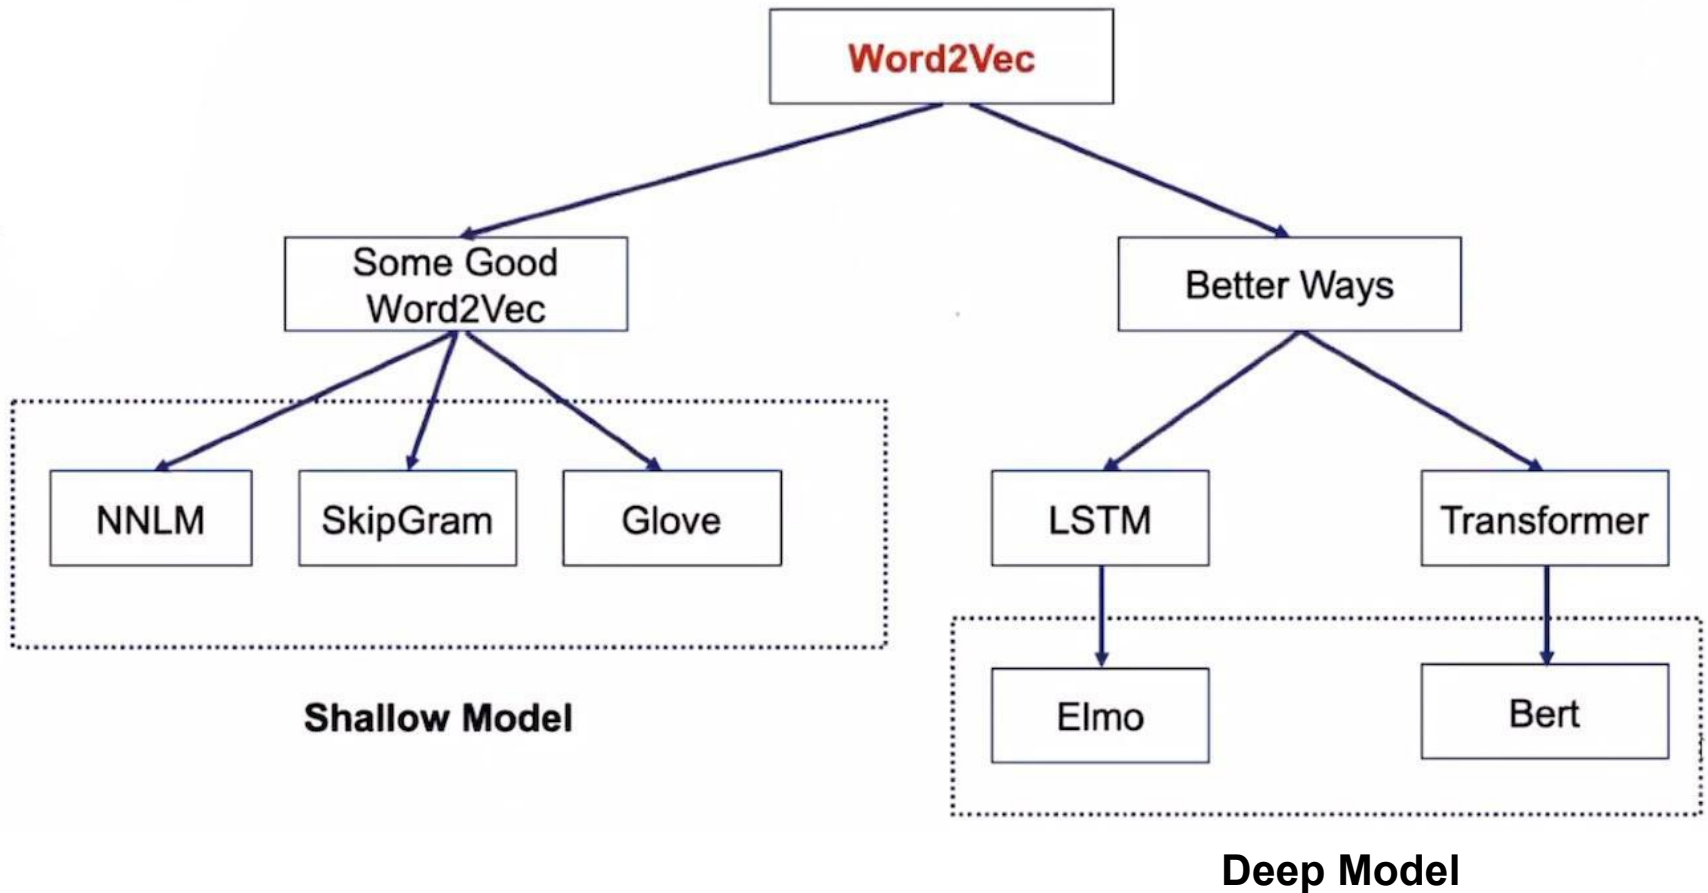 Word2Vec
Some Good
Word2Vec
Better Ways
NNLM
SkipGram
Glove
LSTM
Transformer
Shallow Model
Elmo
Bert
Deep Model